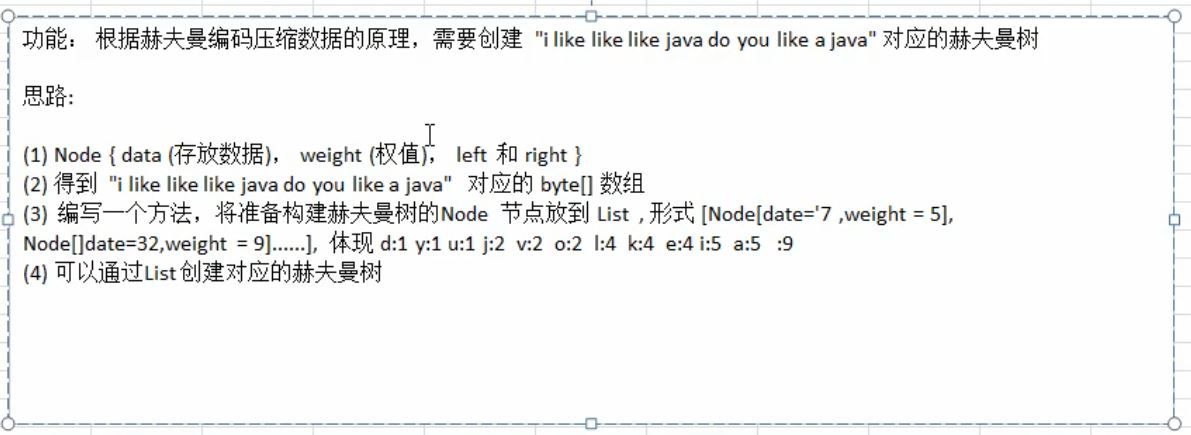 功能： 根据赫夫曼编码压缩数据的原理，需要创建 "i like like like java do you like a java" 对应的赫夫曼树
思路:
(1) Node { data (存放数据)， weight (权值)， left 和 right }
(2) 得到 "i like like like java do you like a java" 对应的 byte[] 数组
(3) 编写一个方法，将准备构建赫夫曼树的Node 节点放到 List , 形式 [Node[date='7 ,weight = 5],
Node[]date=32,weight = 9]......], 体现 d:1 y:1 u:1 j:2 v:2 o:2 l:4 k:4 e:4 i:5 a:5 :9
(4) 可以通过List 创建对应的赫夫曼树